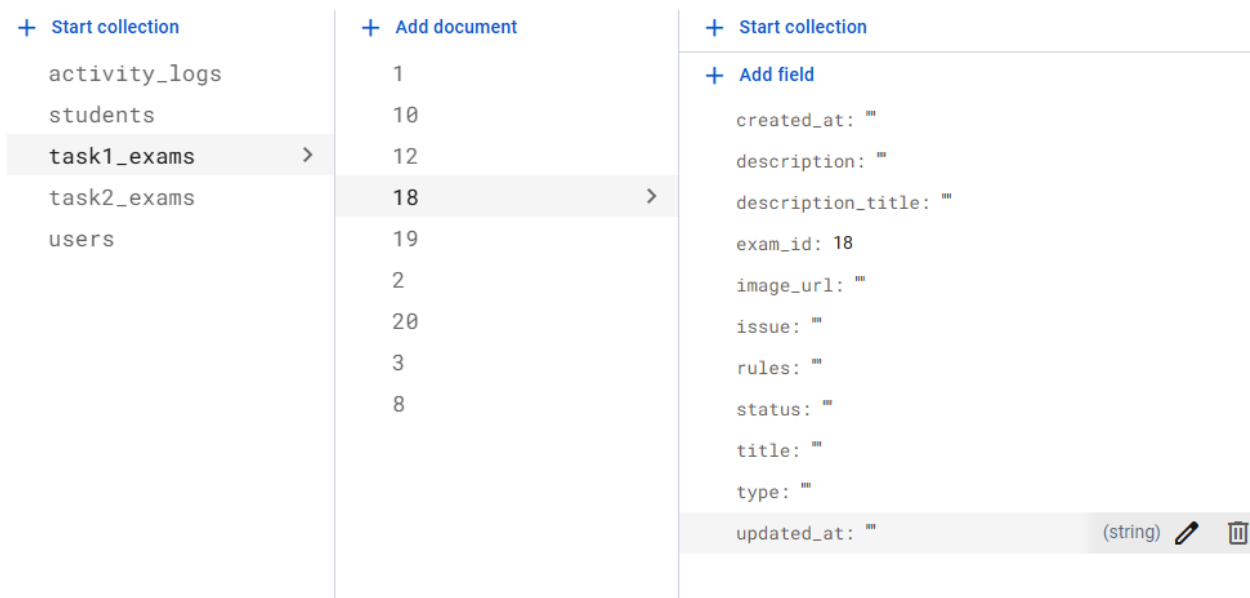 + Start collection
activity_logs
students
task1_exams
task2_exams
users
+ Add document
1
10
12
18
19
2
20
3
8
+ Start collection
+ Add field
created_at: ""
description: ""
description_title: ""
exam_id: 18
image_url: ""
issue: ""
rules: ""
status: ""
title: ""
type: ""
updated_at: "" (string)